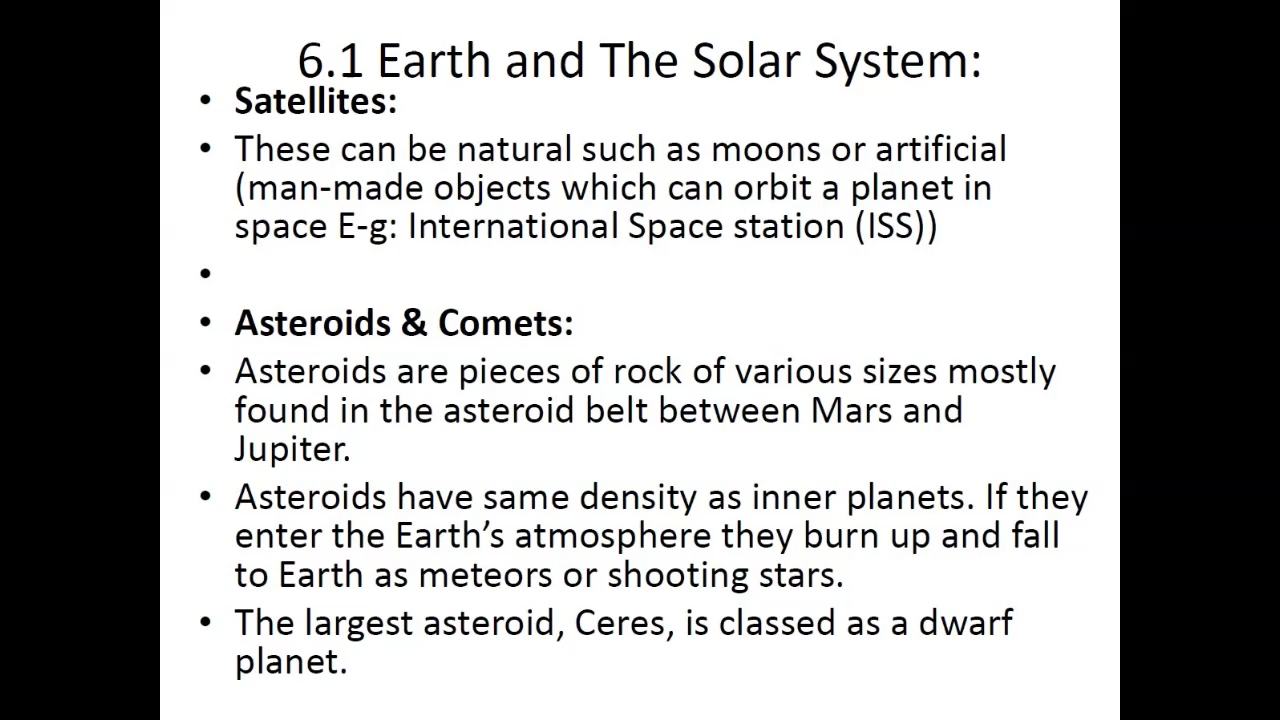 6.1 Earth and The Solar System:
• Satellites:
• These can be natural such as moons or artificial
(man-made objects which can orbit a planet in
space E-g: International Space station (ISS))
•
• Asteroids & Comets:
• Asteroids are pieces of rock of various sizes mostly
found in the asteroid belt between Mars and
Jupiter.
• Asteroids have same density as inner planets. If they
enter the Earth’s atmosphere they burn up and fall
to Earth as meteors or shooting stars.
• The largest asteroid, Ceres, is classed as a dwarf
planet.